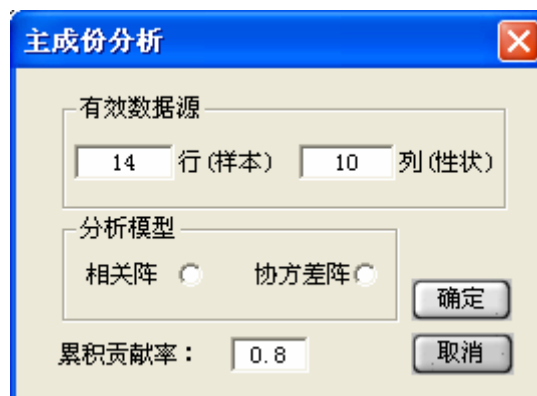 主成份分析
有效数据源
14 行(样本) 10 列(性状)
分析模型
相关阵 协方差阵
确定
累积贡献率： 0.8
取消